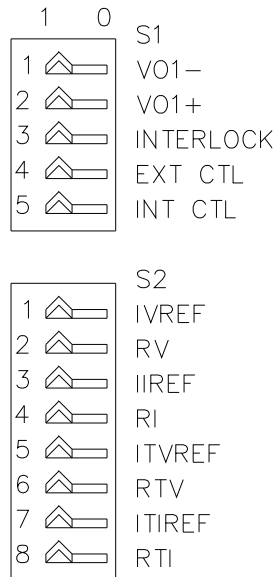 1 0
S1
1 VO1−
2 VO1+
3 INTERLOCK
4 EXT CTL
5 INT CTL
S2
1 IVREF
2 RV
3 IIREF
4 RI
5 ITVREF
6 RTV
7 ITIREF
8 RTI